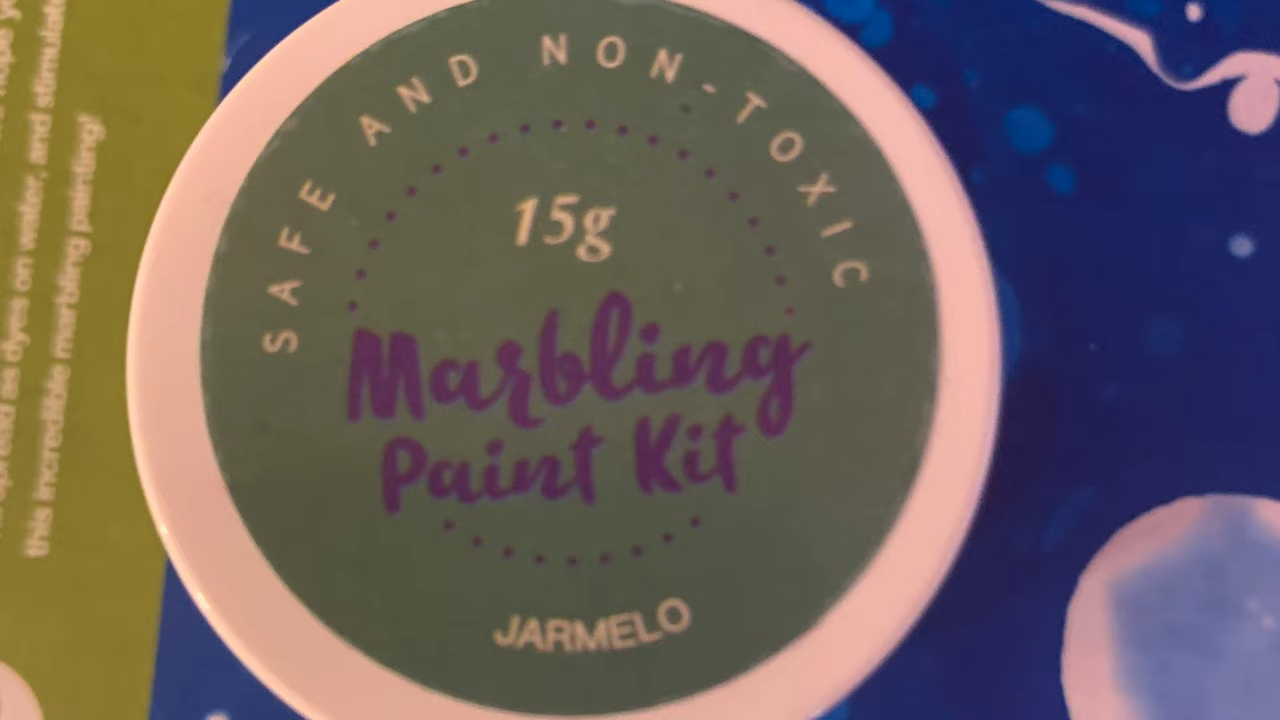 SAFE AND NON-TOXIC
15g
Marbling
Paint Kit
JARMELO
spread as dyes on water, and stimulate
this incredible marbling painting!